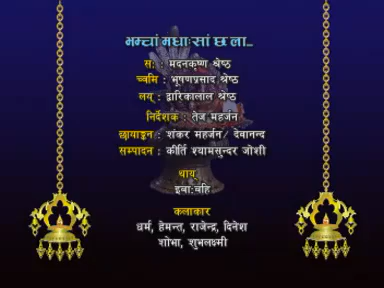 भम्चां मधाःसां छ ला...
सः : मदनकृष्ण श्रेष्ठ
च्वमि : भूषणप्रसाद श्रेष्ठ
लय् : द्वारिकालाल श्रेष्ठ
निर्देशक : तेज महर्जन
छायाङ्कन : शंकर महर्जन/ देवानन्द
सम्पादन : कीर्ति श्यामसुन्दर जोशी
थाय्
इबाःबहि
कलाकार
धर्म, हेमन्त, राजेन्द्र, दिनेश
शोभा, शुभलक्ष्मी